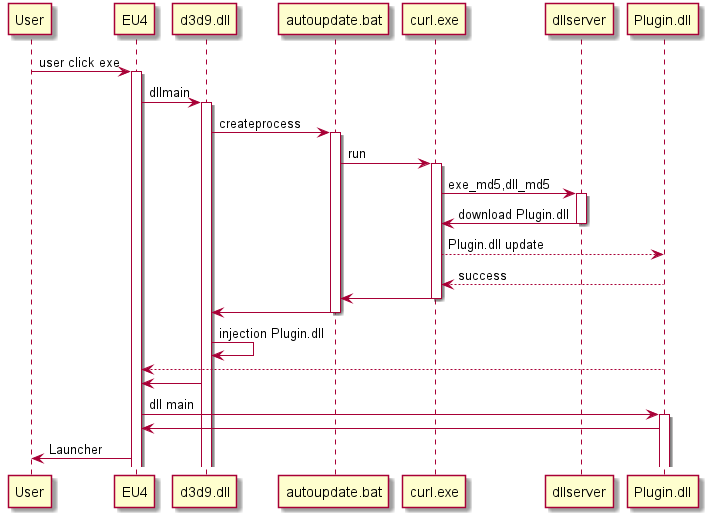 User EU4 d3d9.dll autoupdate.bat curl.exe dllserver Plugin.dll
user click exe
dllmain
createprocess
run
exe_md5,dll_md5
download Plugin.dll
Plugin.dll update
success
injection Plugin.dll
dll main
Launcher
User EU4 d3d9.dll autoupdate.bat curl.exe dllserver Plugin.dll